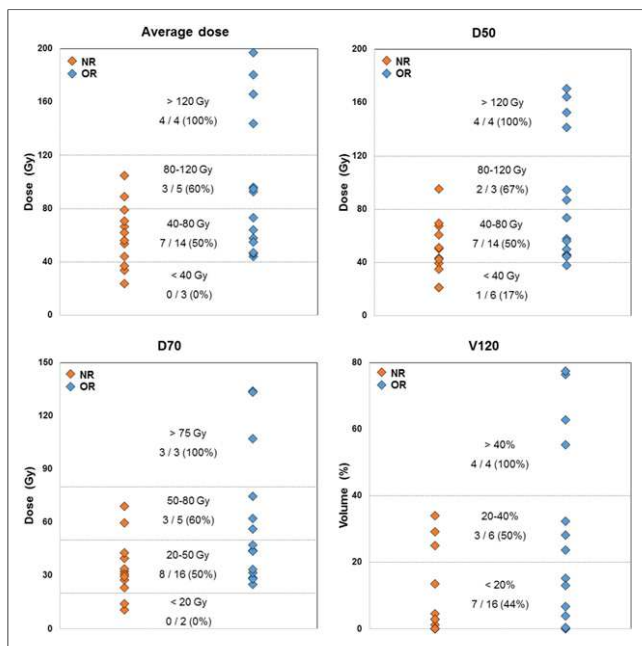 Average dose
200
160
120
80
40
0
Dose (Gy)
NR
OR
> 120 Gy
4 / 4 (100%)
80-120 Gy
3 / 5 (60%)
40-80 Gy
7 / 14 (50%)
< 40 Gy
0 / 3 (0%)
D50
200
160
120
80
40
0
Dose (Gy)
NR
OR
> 120 Gy
4 / 4 (100%)
80-120 Gy
2 / 3 (67%)
40-80 Gy
7 / 14 (50%)
< 40 Gy
1 / 6 (17%)
D70
150
120
90
60
30
0
Dose (Gy)
NR
OR
> 75 Gy
3 / 3 (100%)
50-80 Gy
3 / 5 (60%)
20-50 Gy
8 / 16 (50%)
< 20 Gy
0 / 2 (0%)
V120
80
60
40
20
0
Volume (%)
NR
OR
> 40%
4 / 4 (100%)
20-40%
3 / 6 (50%)
< 20%
7 / 16 (44%)